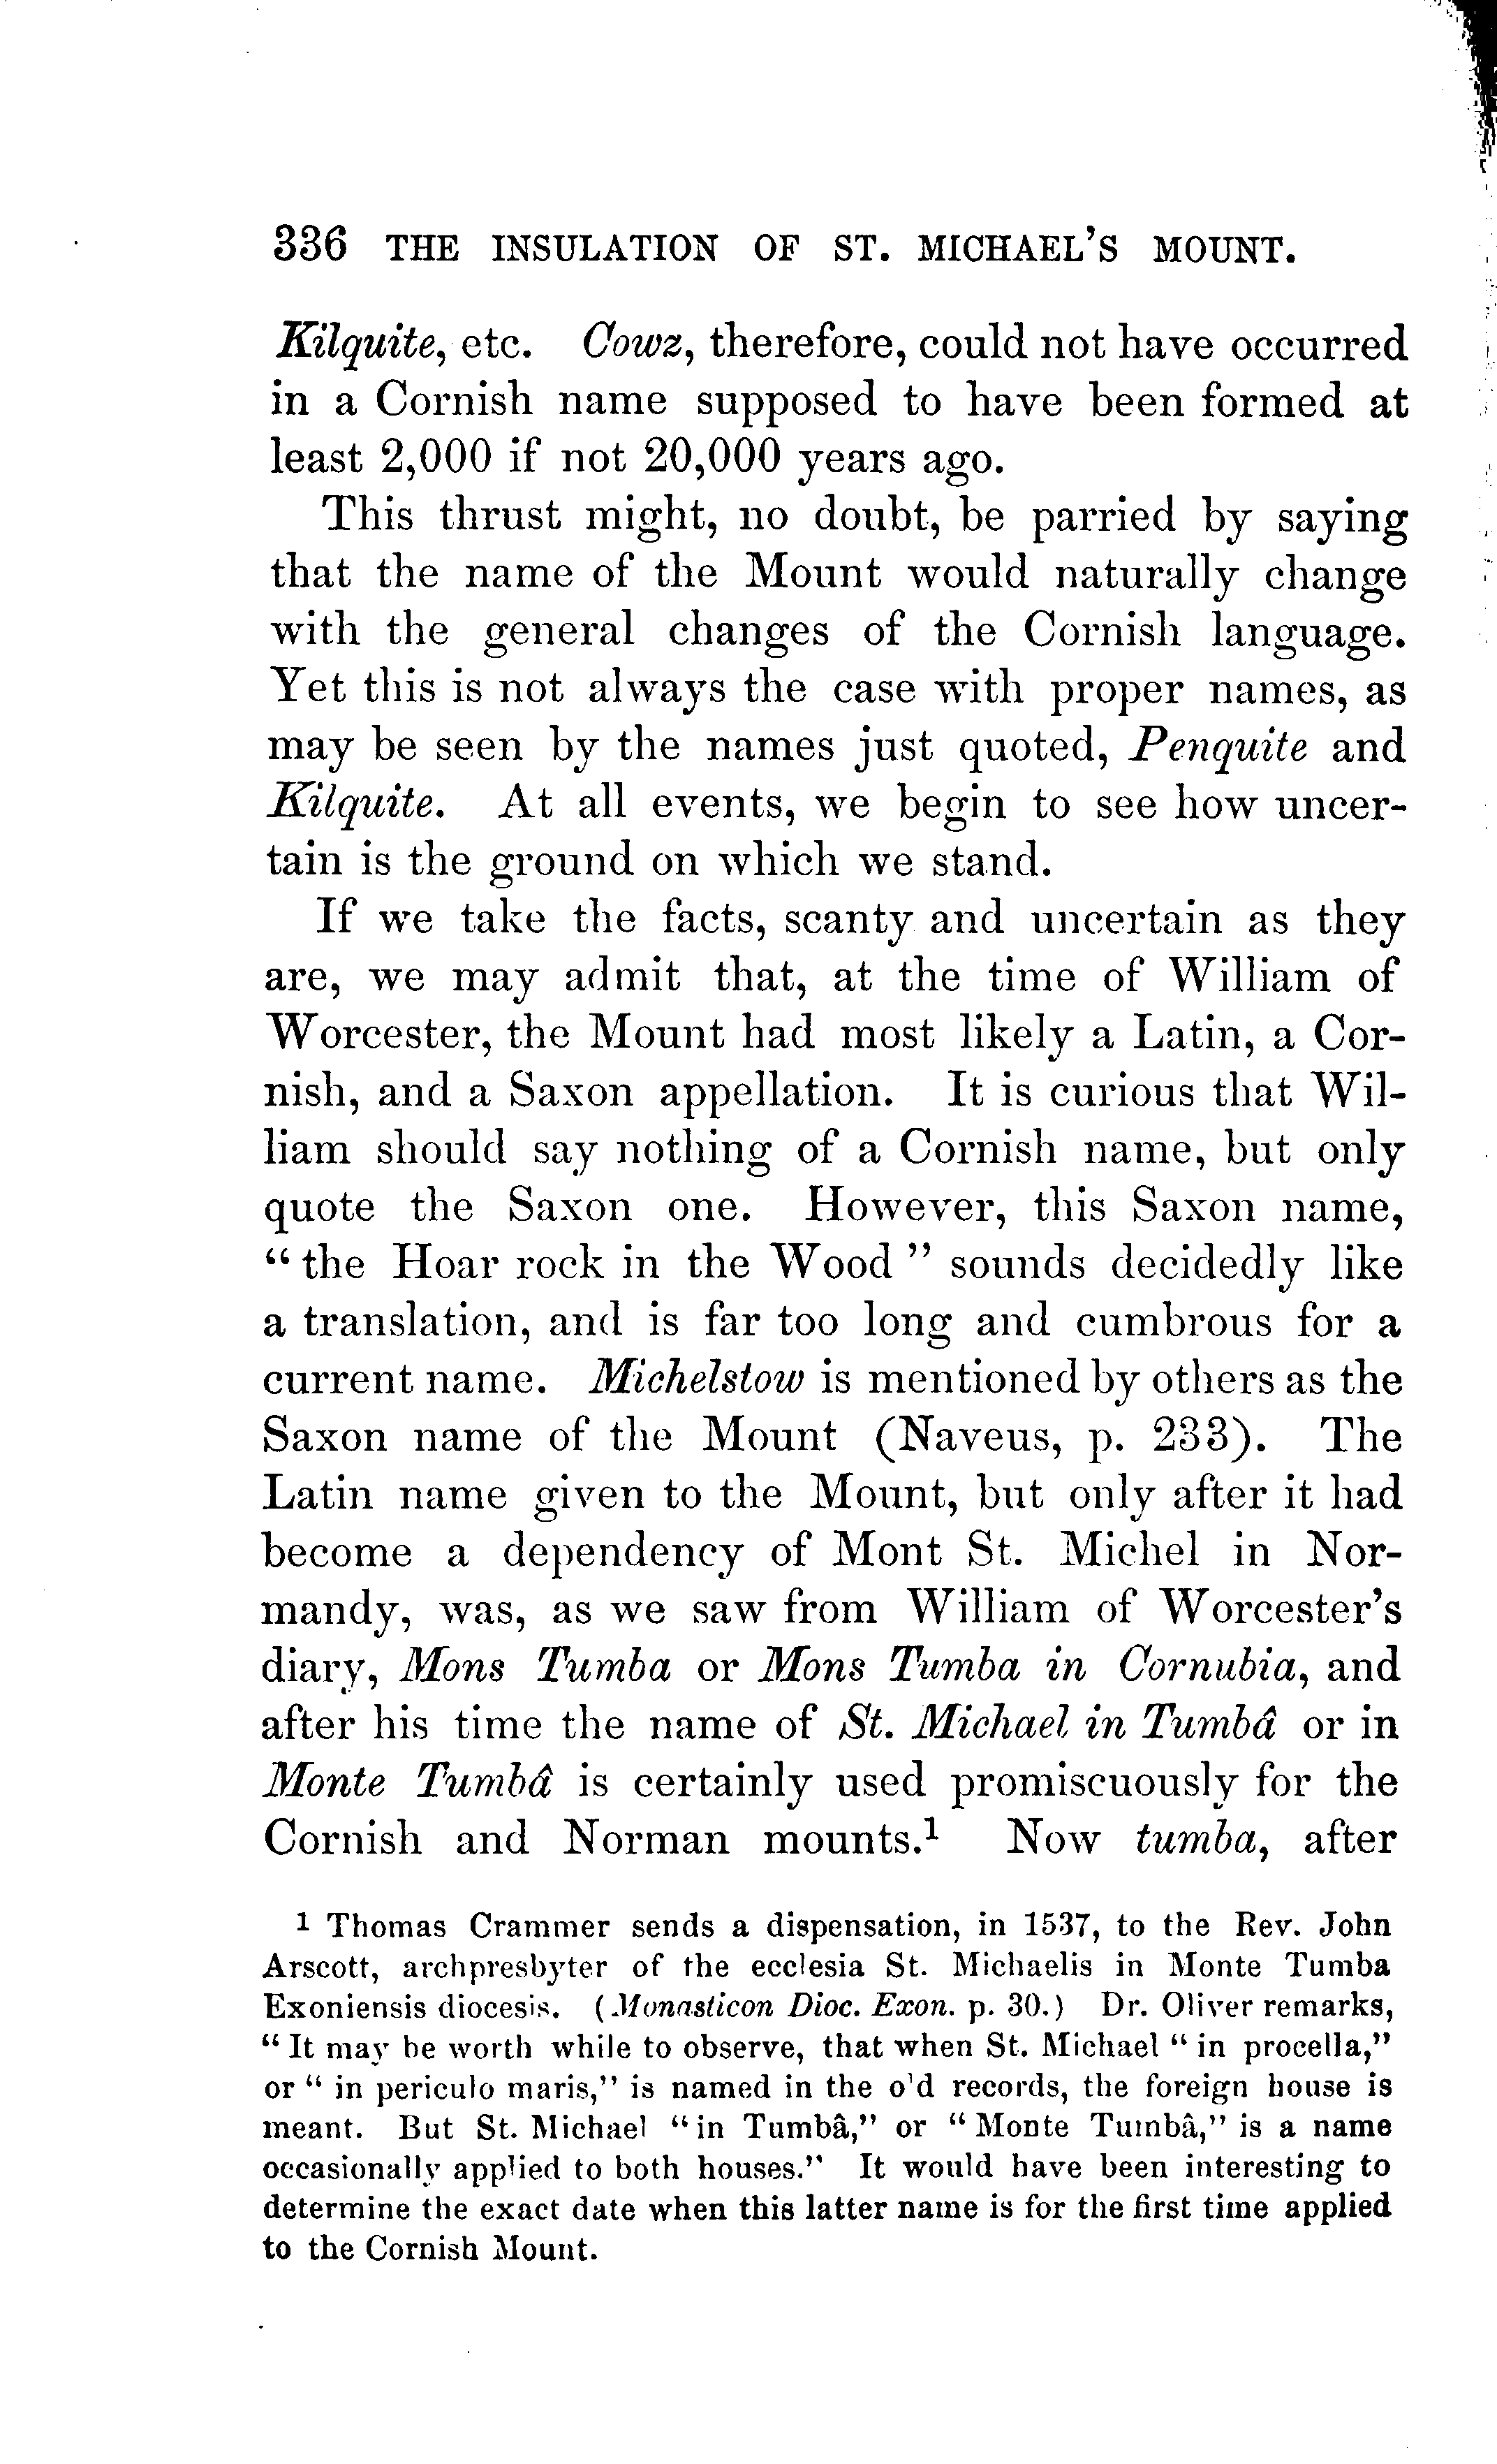 336 THE INSULATION OF ST. MICHAEL'S MOUNT.
Kilquite, etc. Cowz, therefore, could not have occurred
in a Cornish name supposed to have been formed at
least 2,000 if not 20,000 years ago.
This thrust might, no doubt, be parried by saying
that the name of the Mount would naturally change
with the general changes of the Cornish language.
Yet this is not always the case with proper names, as
may be seen by the names just quoted, Penquite and
Kilquite. At all events, we begin to see how uncer-
tain is the ground on which we stand.
If we take the facts, scanty and uncertain as they
are, we may admit that, at the time of William of
Worcester, the Mount had most likely a Latin, a Cor-
nish, and a Saxon appellation. It is curious that Wil-
liam should say nothing of a Cornish name, but only
quote the Saxon one. However, this Saxon name,
“ the Hoar rock in the Wood ” sounds decidedly like
a translation, and is far too long and cumbrous for a
current name. Michelstow is mentioned by others as the
Saxon name of the Mount (Naveus, p. 233). The
Latin name given to the Mount, but only after it had
become a dependency of Mont St. Michel in Nor-
mandy, was, as we saw from William of Worcester's
diary, Mons Tumba or Mons Tumba in Cornubia, and
after his time the name of St. Michael in Tumbâ or in
Monte Tumbâ is certainly used promiscuously for the
Cornish and Norman mounts.¹ Now tumba, after
1 Thomas Crammer sends a dispensation, in 1537, to the Rev. John
Arscott, archpresbyter of the ecclesia St. Michaelis in Monte Tumba
Exoniensis diocesis. (Monasticon Dioc. Exon. p. 30.) Dr. Oliver remarks,
“ It may be worth while to observe, that when St. Michael “ in procella,”
or “ in periculo maris,” is named in the old records, the foreign house is
meant. But St. Michael “ in Tumbâ,” or “ Monte Tumbâ,” is a name
occasionally applied to both houses.” It would have been interesting to
determine the exact date when this latter name is for the first time applied
to the Cornish Mount.